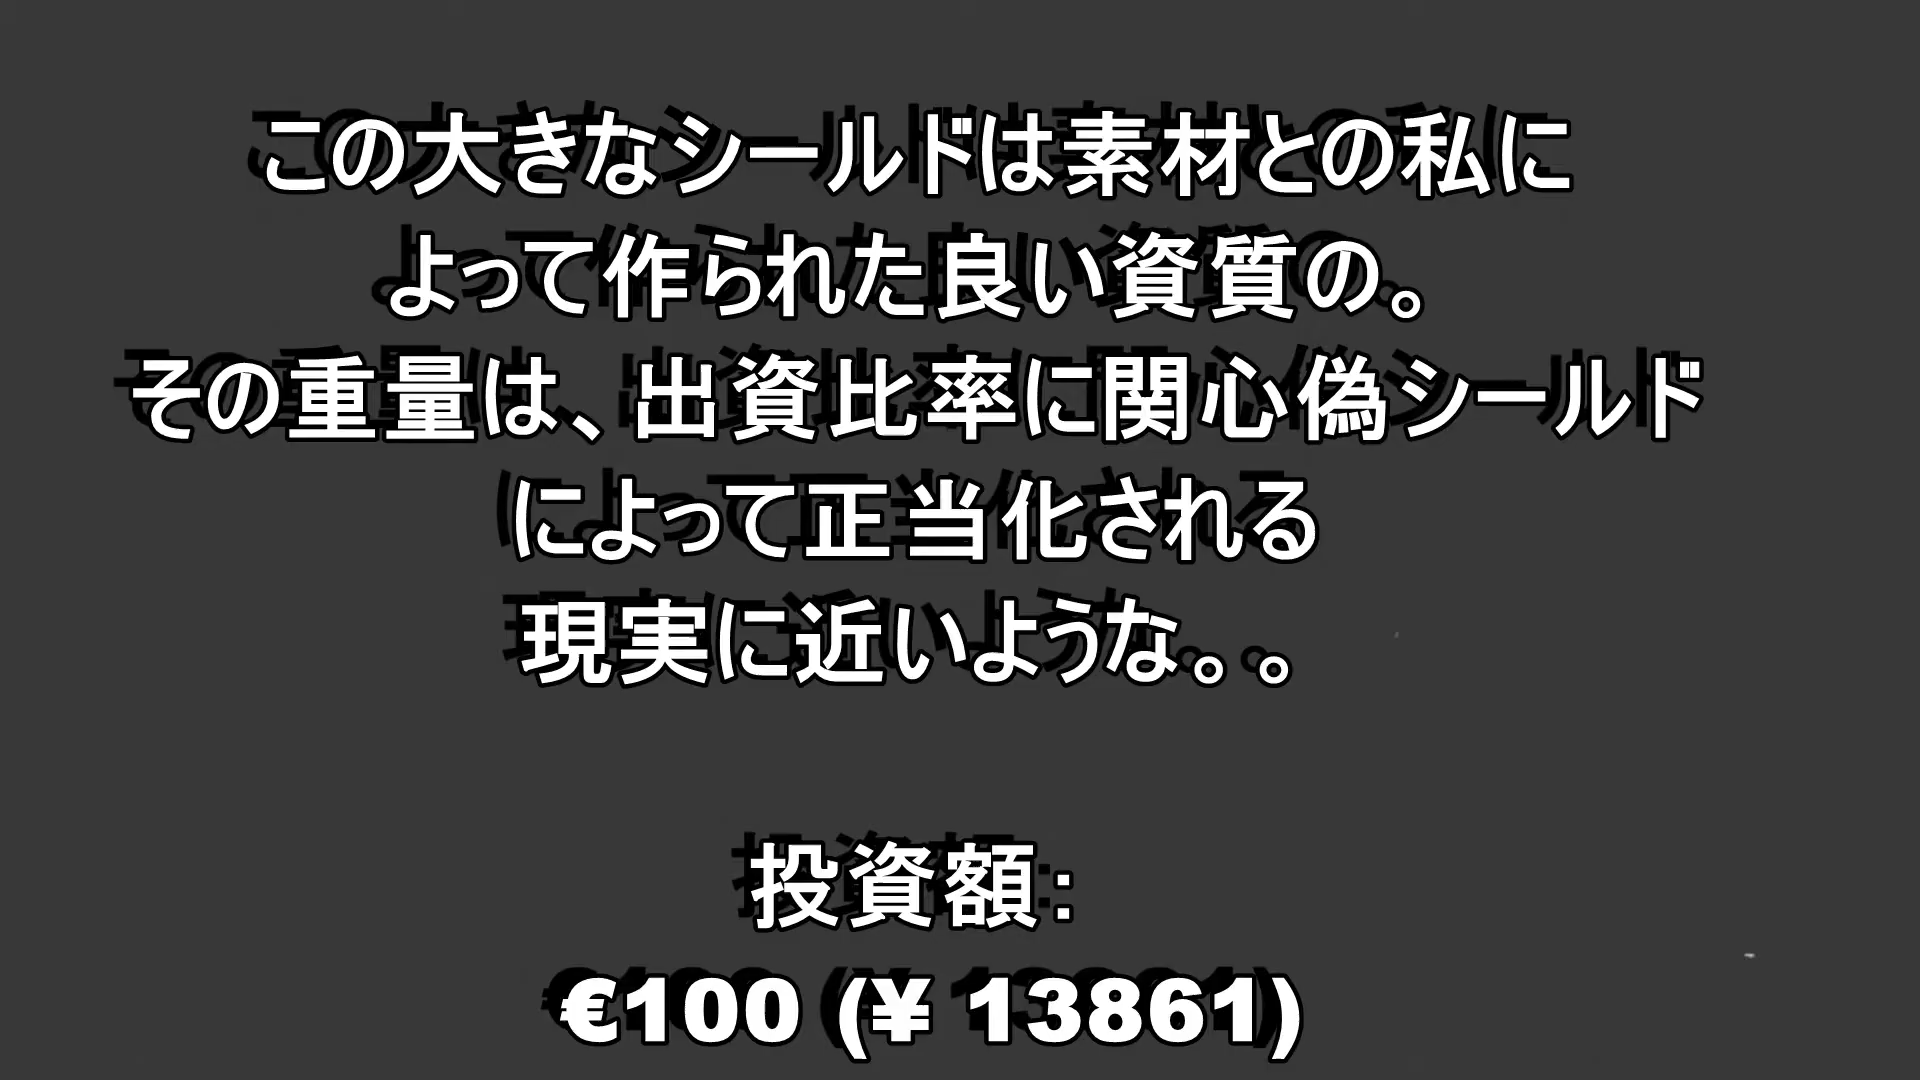 この大きなシールドは素材との私に
よって作られた良い資質の。
その重量は、出資比率に関心偽シールド
によって正当化される
現実に近いような。。
投資額:
€100 (¥ 13861)